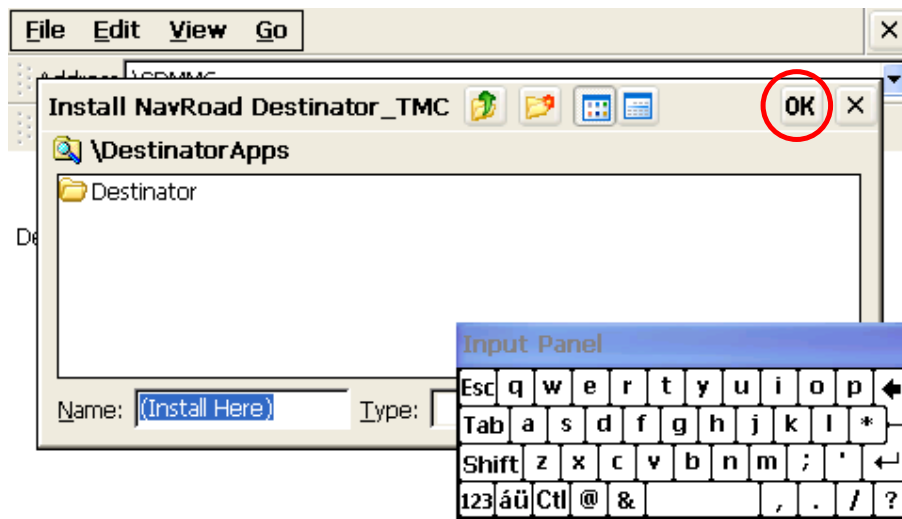 File Edit View Go
Install NavRoad Destinator_TMC OK
\DestinatorApps
Destinator
De
Name: (Install Here) Type:
Input Panel
Esc q w e r t y u i o p
Tab a s d f g h j k l *
Shift z x c v b n m ; '
123 áü Ctl @ & , . / ?